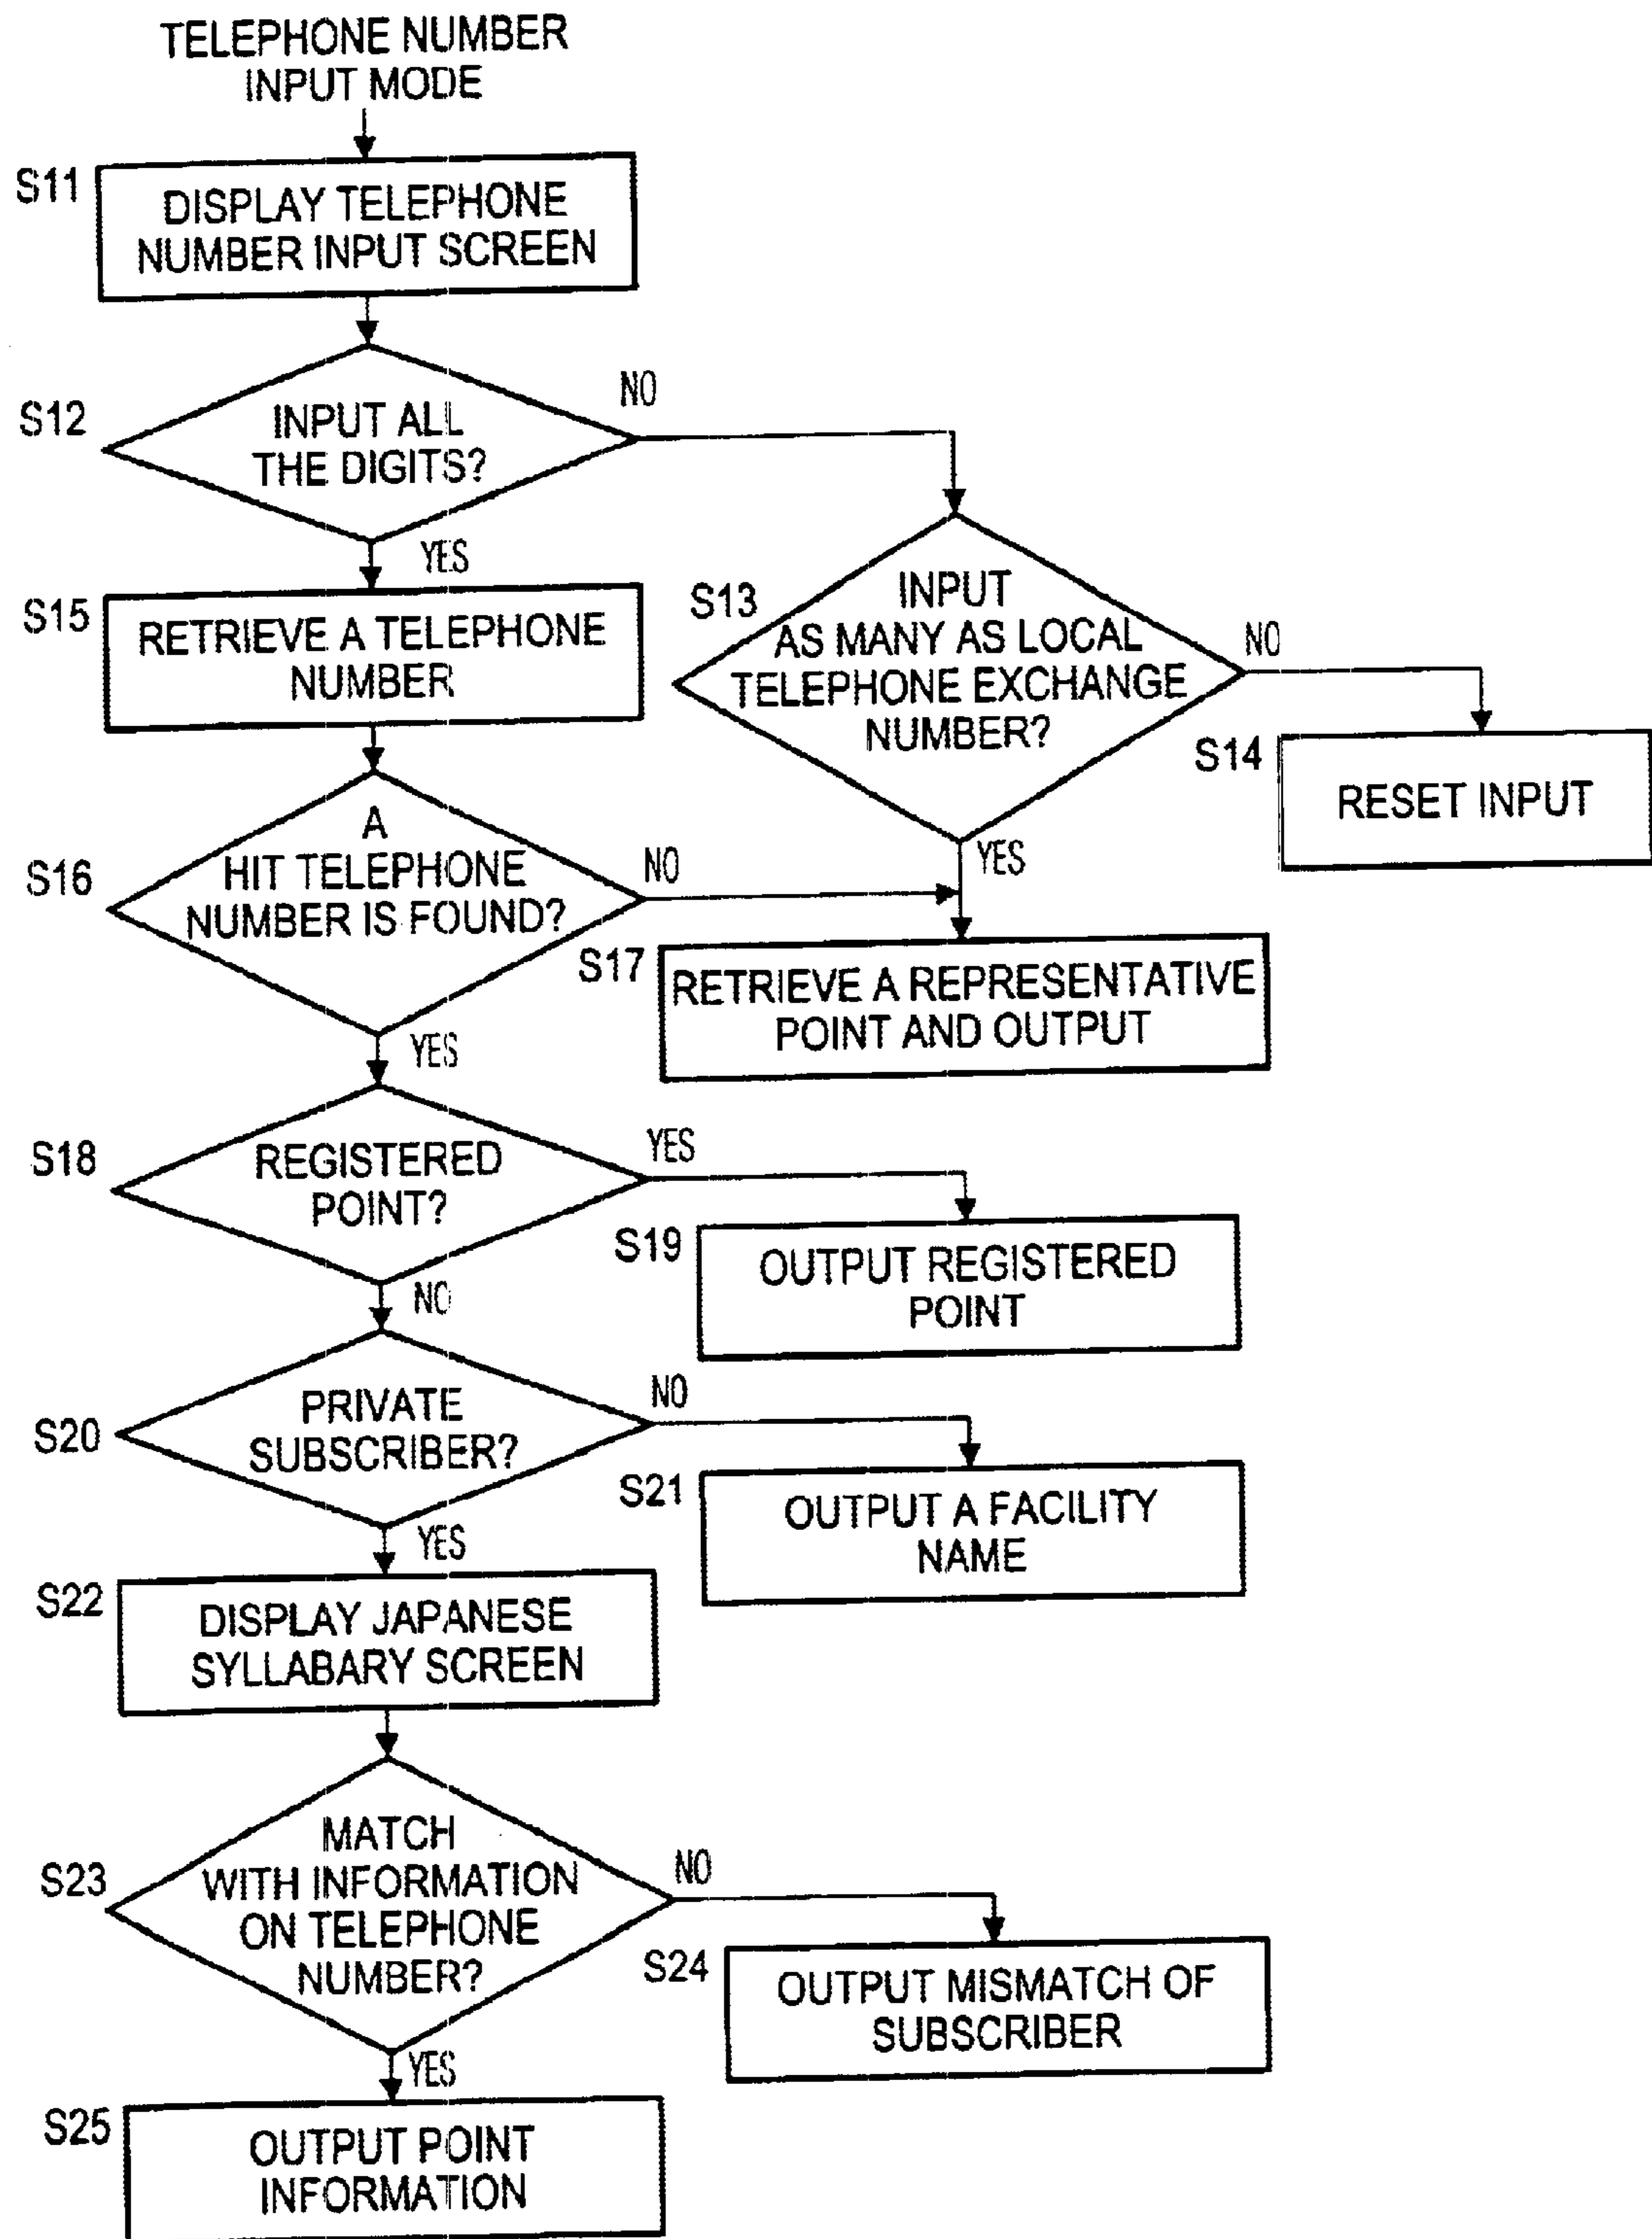 TELEPHONE NUMBER
INPUT MODE
S11
DISPLAY TELEPHONE
NUMBER INPUT SCREEN
S12
INPUT ALL
THE DIGITS?
NO
YES
S13
INPUT
AS MANY AS LOCAL
TELEPHONE EXCHANGE
NUMBER?
NO
YES
S14
RESET INPUT
S15
RETRIEVE A TELEPHONE
NUMBER
S16
A
HIT TELEPHONE
NUMBER IS FOUND?
NO
YES
S17
RETRIEVE A REPRESENTATIVE
POINT AND OUTPUT
S18
REGISTERED
POINT?
YES
NO
S19
OUTPUT REGISTERED
POINT
S20
PRIVATE
SUBSCRIBER?
NO
YES
S21
OUTPUT A FACILITY
NAME
S22
DISPLAY JAPANESE
SYLLABARY SCREEN
S23
MATCH
WITH INFORMATION
ON TELEPHONE
NUMBER?
NO
YES
S24
OUTPUT MISMATCH OF
SUBSCRIBER
S25
OUTPUT POINT
INFORMATION